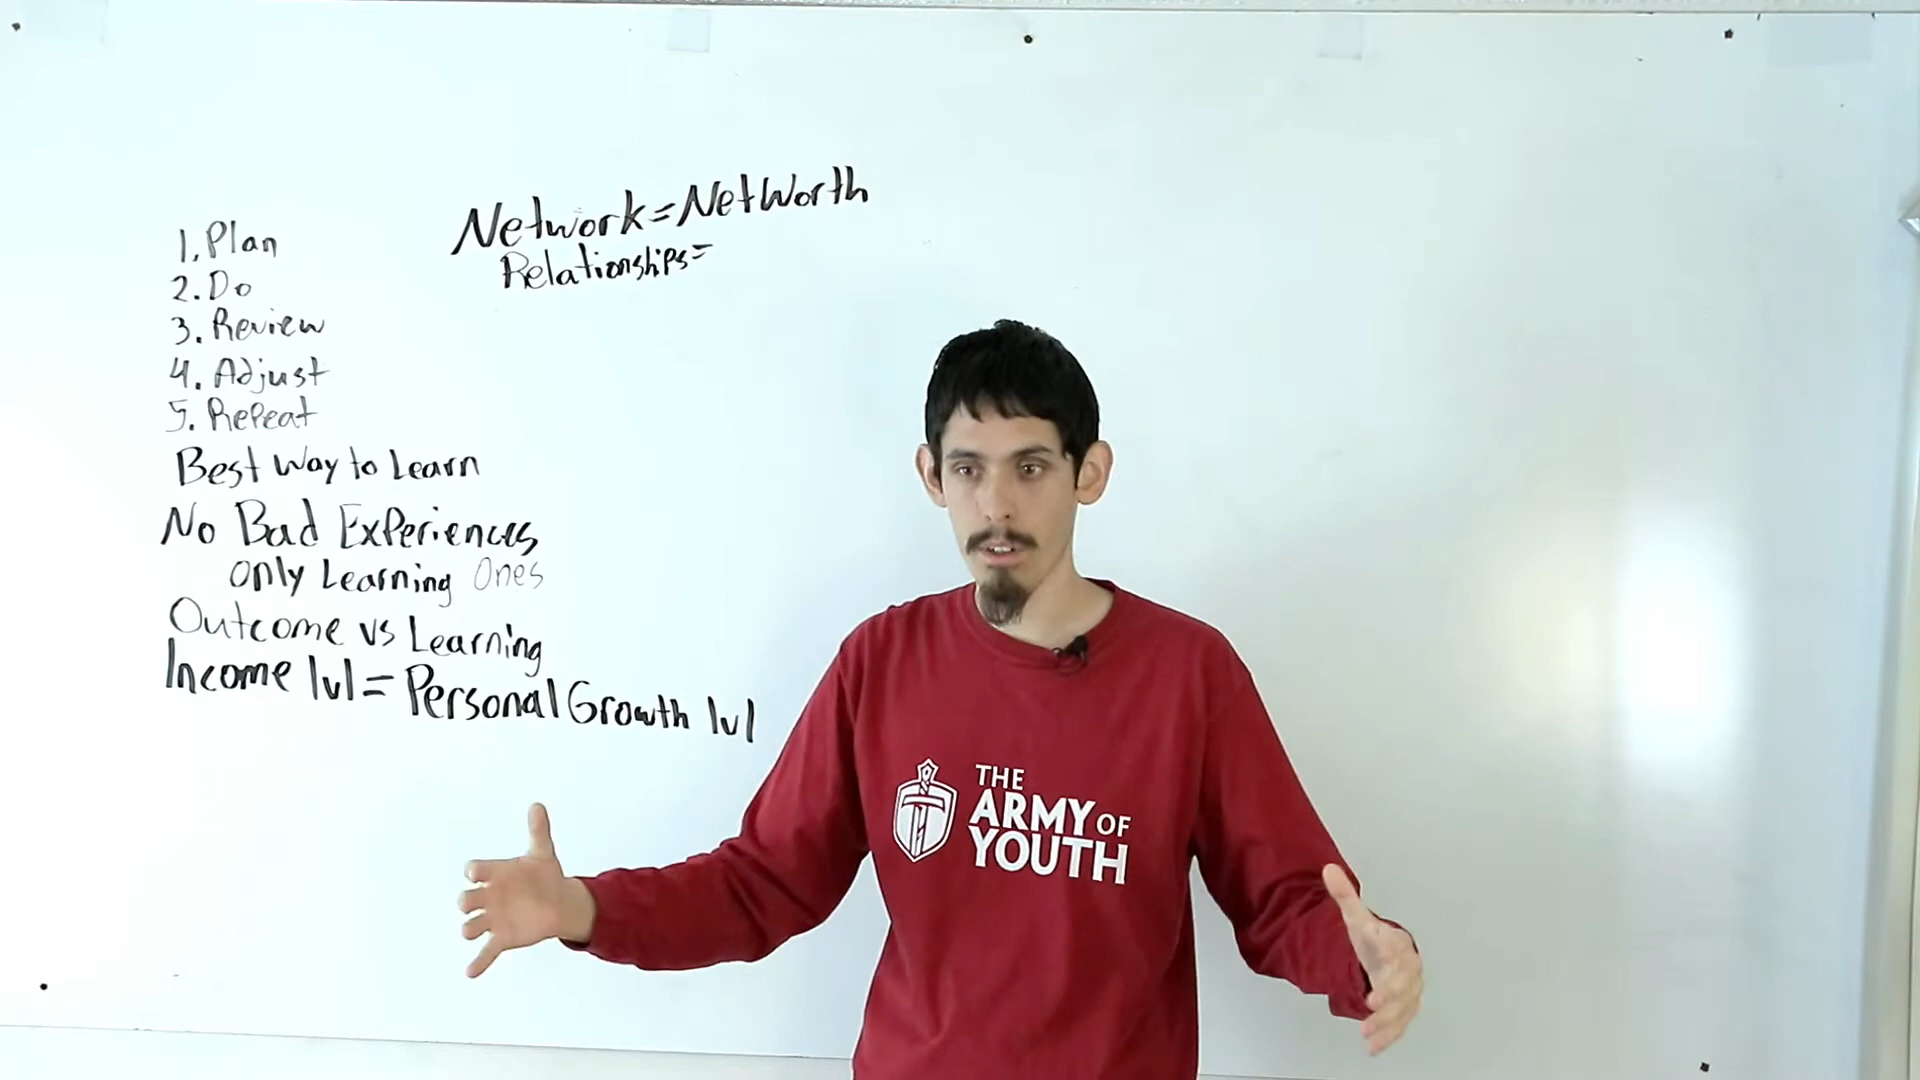 1. Plan
2. Do
3. Review
4. Adjust
5. Repeat
Best Way to Learn
No Bad Experiences
only Learning Ones
Outcome vs Learning
Income lvl = Personal Growth lvl
Network = NetWorth
Relationships =
THE
ARMY OF
YOUTH